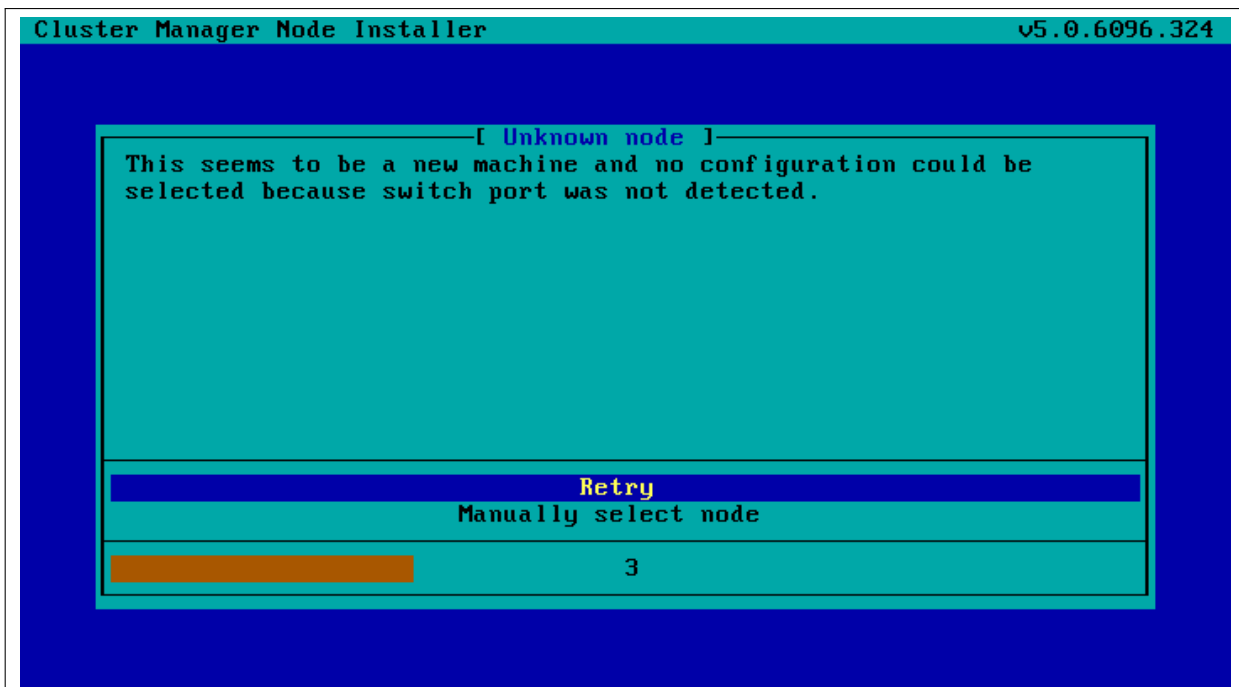 Cluster Manager Node Installer v5.0.6096.324
[ Unknown node ]
This seems to be a new machine and no configuration could be
selected because switch port was not detected.
Retry
Manually select node
3